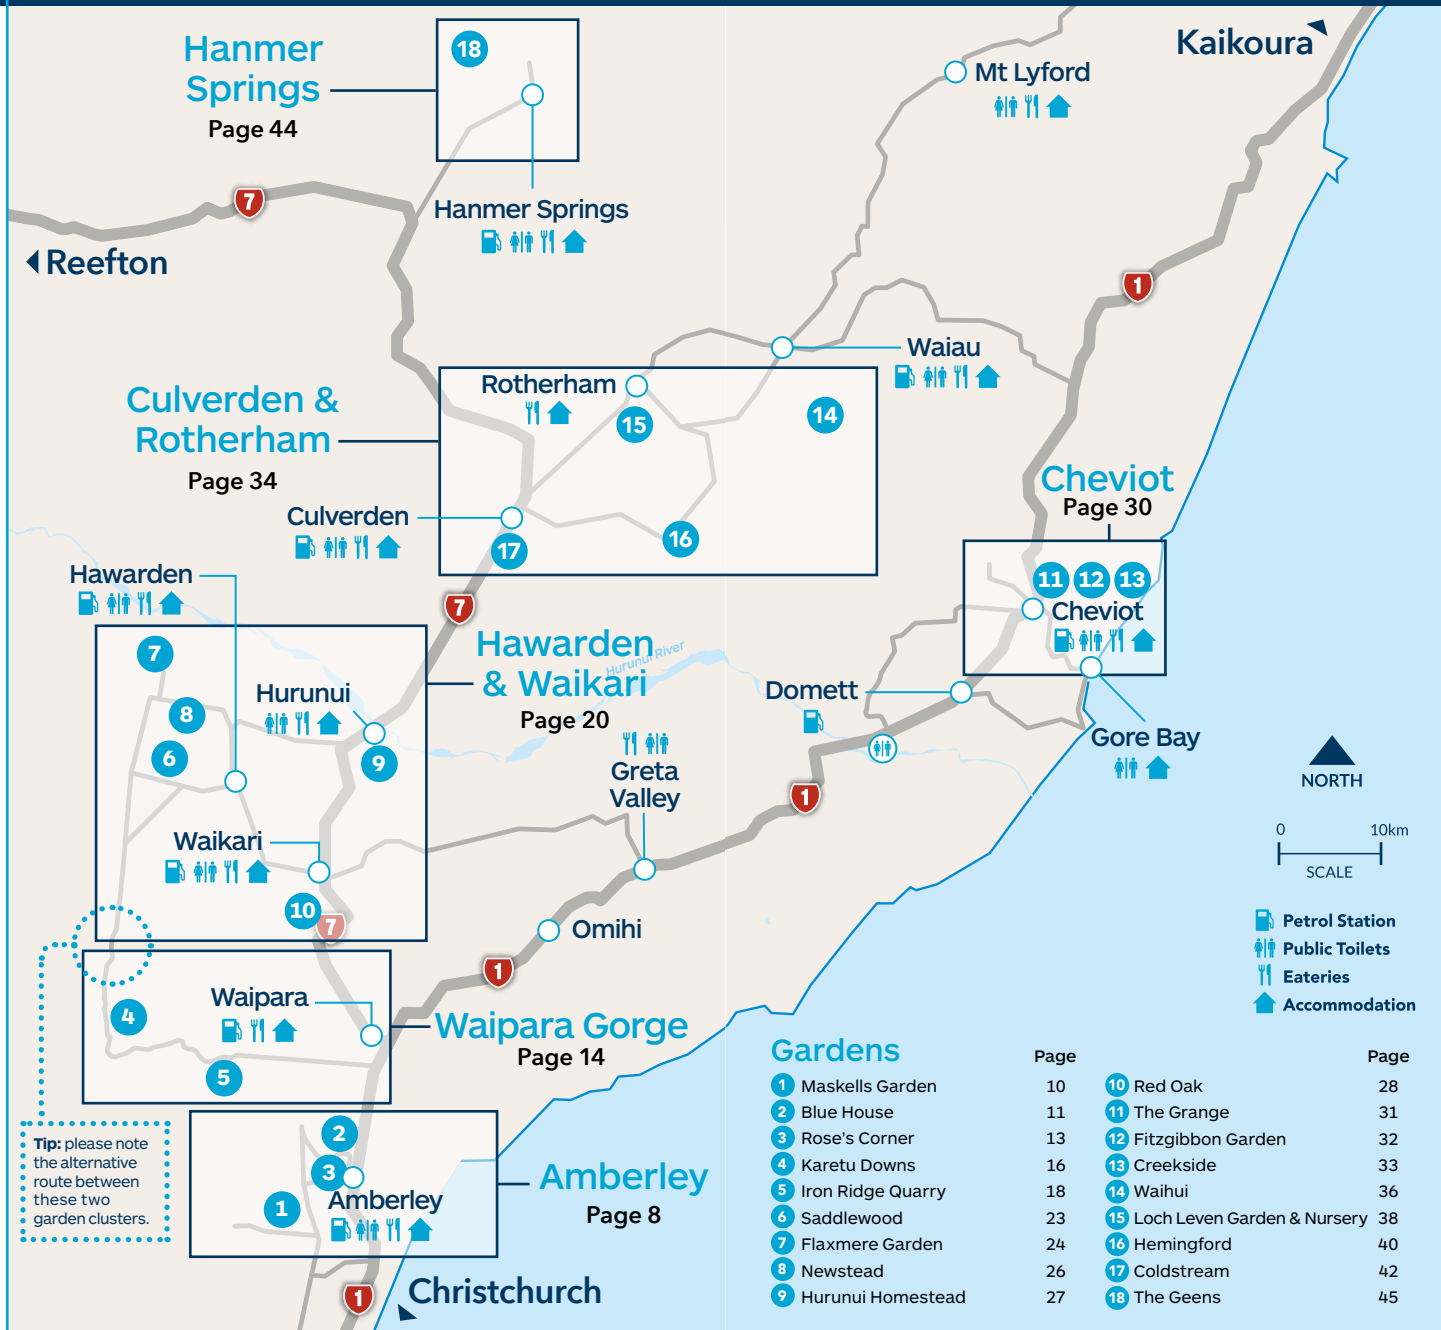 Hanmer
Springs
Page 44
18
Hanmer Springs
7
Reefton
Kaikoura
Mt Lyford
1
Waiau
Culverden &
Rotherham
Page 34
Rotherham
15
14
16
17
Culverden
Cheviot
Page 30
11 12 13
Cheviot
Hawarden
7
Hawarden
& Waikari
Page 20
Hurunui River
7
8
6
Hurunui
9
Waikari
10
7
Domett
Gore Bay
Greta
Valley
1
Omihi
1
NORTH
0 10km
SCALE
Petrol Station
Public Toilets
Eateries
Accommodation
4
Waipara
5
Waipara Gorge
Page 14
Tip: please note
the alternative
route between
these two
garden clusters.
2
3
1
Amberley
Amberley
Page 8
1
Christchurch
Gardens Page Page
1 Maskells Garden 10
2 Blue House 11
3 Rose's Corner 13
4 Karetu Downs 16
5 Iron Ridge Quarry 18
6 Saddlewood 23
7 Flaxmere Garden 24
8 Newstead 26
9 Hurunui Homestead 27
10 Red Oak 28
11 The Grange 31
12 Fitzgibbon Garden 32
13 Creekside 33
14 Waihui 36
15 Loch Leven Garden & Nursery 38
16 Hemingford 40
17 Coldstream 42
18 The Geens 45